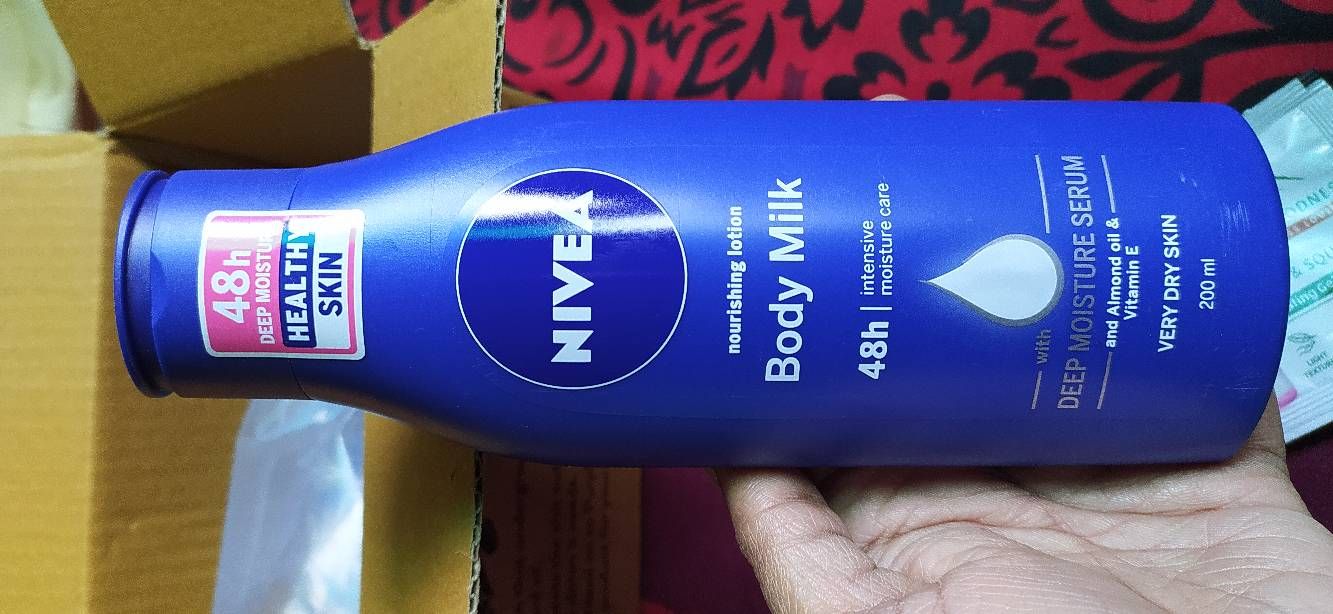 48h
DEEP MOISTURE
HEALTHY
SKIN
NIVEA
nourishing lotion
Body Milk
48h | intensive
moisture care
with
DEEP MOISTURE SERUM
and Almond oil &
Vitamin E
VERY DRY SKIN
200 ml
LIGHT